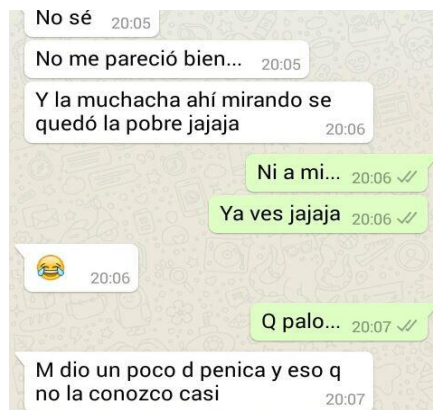 No sé 20:05
No me pareció bien... 20:05
Y la muchacha ahí mirando se
quedó la pobre jajaja 20:06
Ni a mi... 20:06
Ya ves jajaja 20:06
20:06
Q palo... 20:07
M dio un poco d penica y eso q
no la conozco casi 20:07